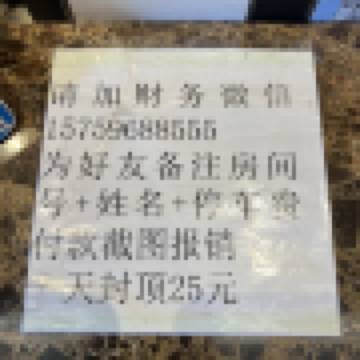 请加财务微信
15759688555
为好友备注房间
号+姓名+停车费
付款截图报销
一天封顶25元